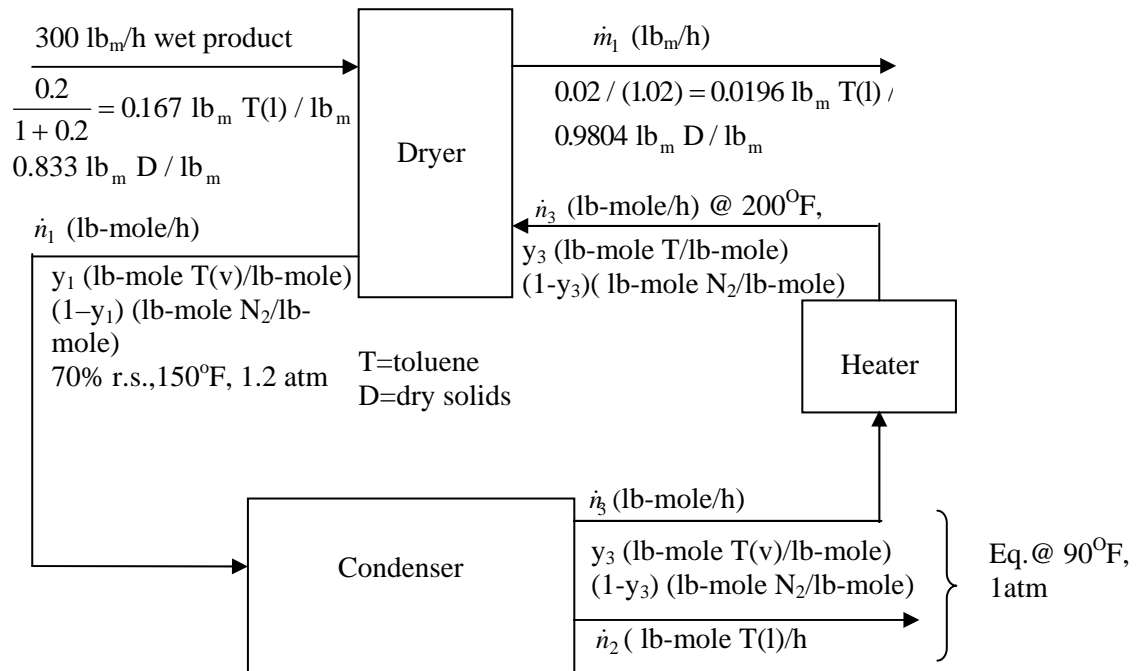 300 lbₘ/h wet product
0.2 / (1 + 0.2) = 0.167 lbₘ T(l) / lbₘ
0.833 lbₘ D / lbₘ
ṁ₁ (lbₘ/h)
0.02 / (1.02) = 0.0196 lbₘ T(l) /
0.9804 lbₘ D / lbₘ
Dryer
ṅ₁ (lb-mole/h)
y₁ (lb-mole T(v)/lb-mole)
(1–y₁) (lb-mole N₂/lb-
mole)
70% r.s.,150°F, 1.2 atm
ṅ₃ (lb-mole/h) @ 200°F,
y₃ (lb-mole T/lb-mole)
(1-y₃)( lb-mole N₂/lb-mole)
T=toluene
D=dry solids
Heater
Condenser
ṅ₃ (lb-mole/h)
y₃ (lb-mole T(v)/lb-mole)
(1-y₃) (lb-mole N₂/lb-mole)
ṅ₂ ( lb-mole T(l)/h
Eq.@ 90°F,
1atm